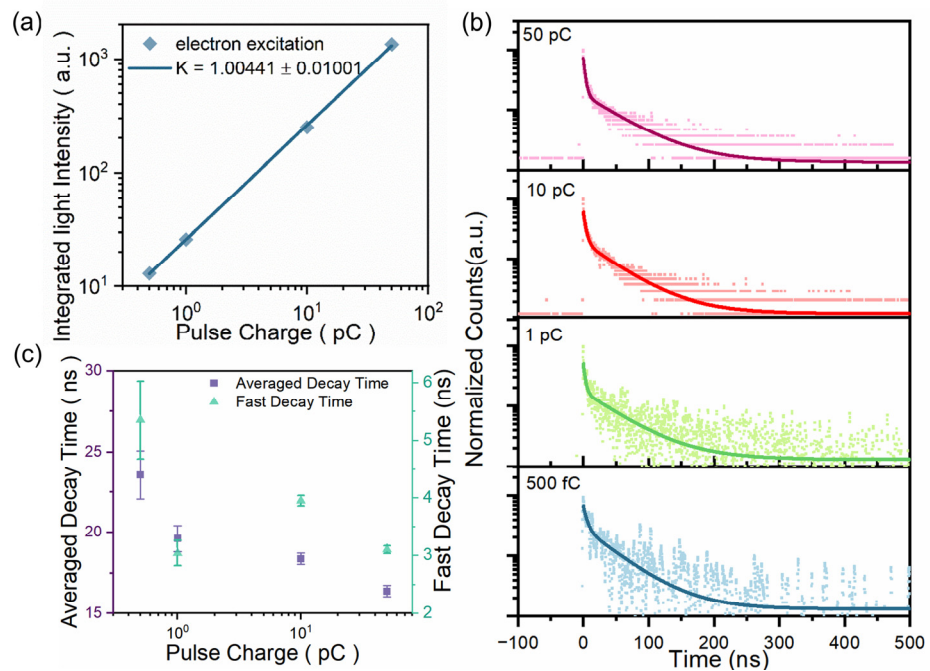 (a)
electron excitation
K = 1.00441 ± 0.01001
Integrated light Intensity ( a.u.)
10³
10²
10¹
10⁰
10¹
10²
Pulse Charge ( pC)
(b)
50 pC
10 pC
1 pC
500 fC
Normalized Counts(a.u.)
-100
0
100
200
300
400
500
Time (ns)
(c)
Averaged Decay Time
Fast Decay Time
Averaged Decay Time ( ns)
30
25
20
15
Fast Decay Time (ns)
6
5
4
3
2
10⁰
10¹
Pulse Charge ( pC)